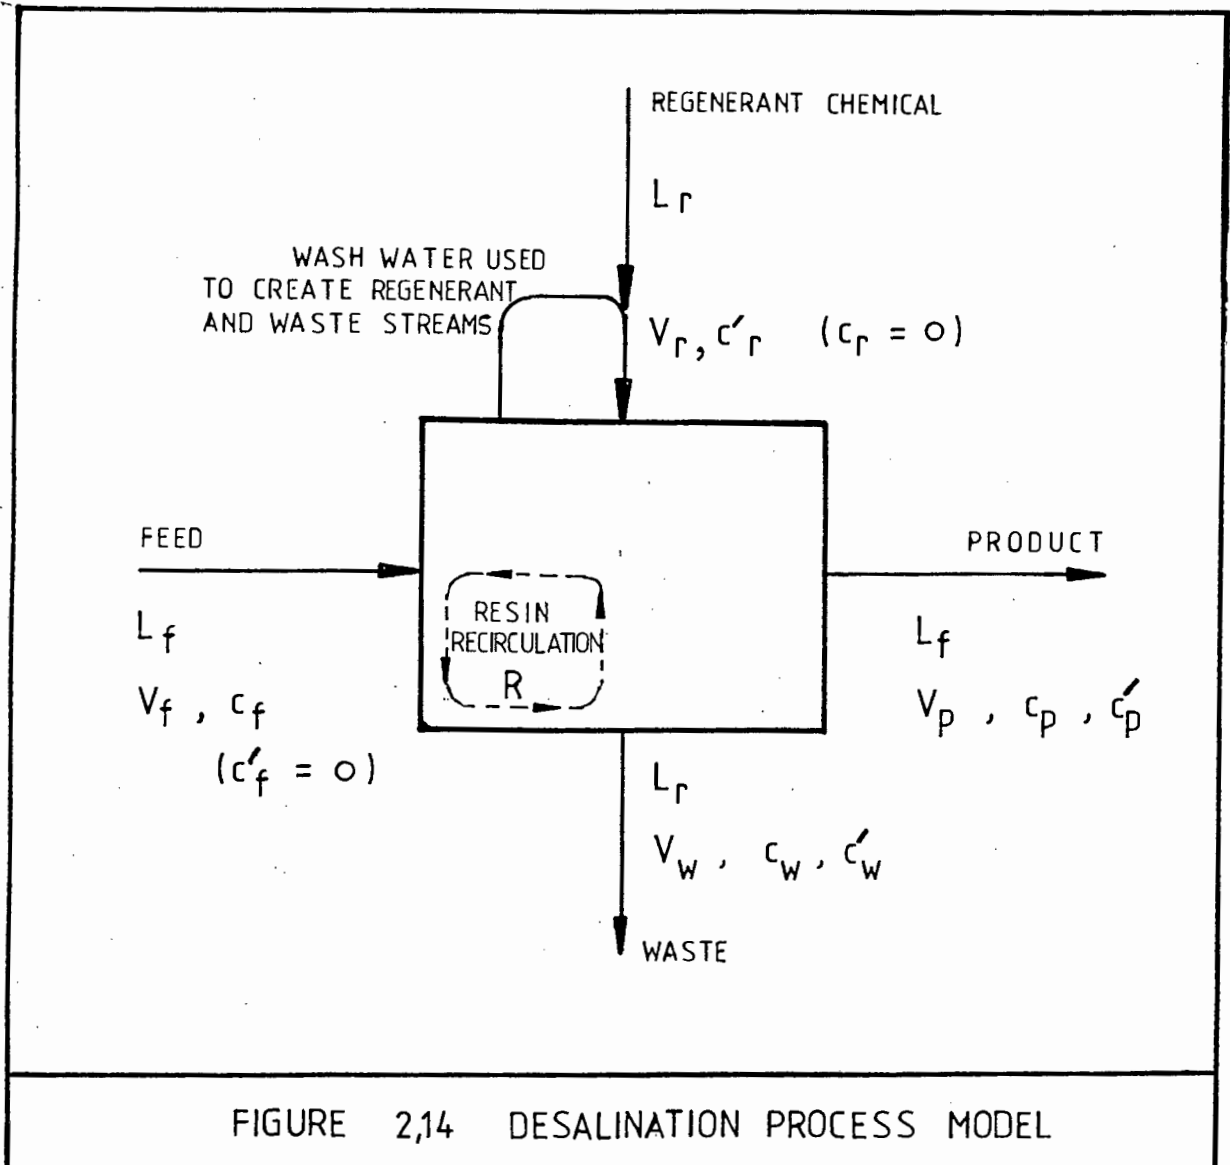 REGENERANT CHEMICAL
L_r
WASH WATER USED
TO CREATE REGENERANT
AND WASTE STREAMS
V_r, c′_r (c_r = 0)
FEED
PRODUCT
RESIN
RECIRCULATION
R
L_f
V_f , c_f
(c′_f = 0)
L_f
V_p , c_p , c′_p
L_r
V_w , c_w , c′_w
WASTE
FIGURE 2,14 DESALINATION PROCESS MODEL